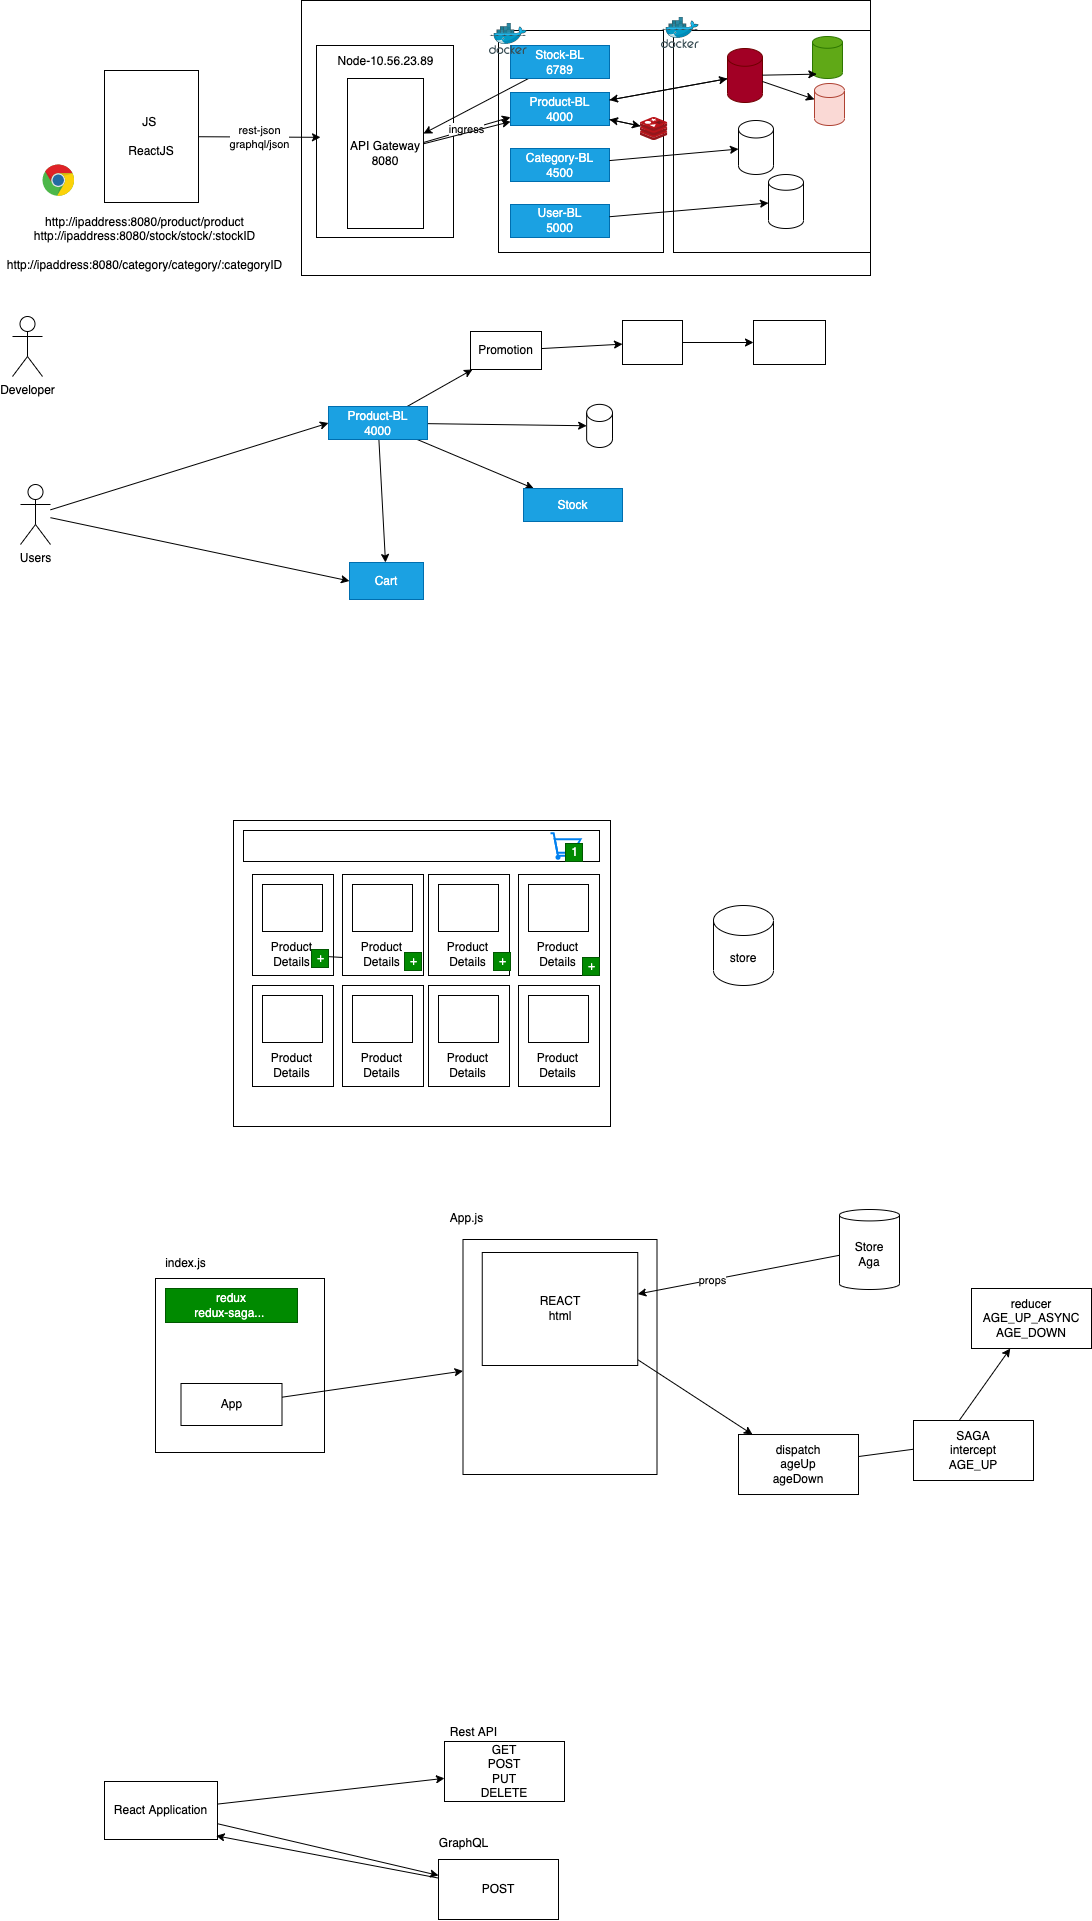 docker
docker
Node-10.56.23.89
JS
ReactJS
rest-json
graphql/json
API Gateway
8080
ingress
Stock-BL
6789
Product-BL
4000
Category-BL
4500
User-BL
5000
http://ipaddress:8080/product/product
http://ipaddress:8080/stock/stock/:stockID
http://ipaddress:8080/category/category/:categoryID
Developer
Promotion
Product-BL
4000
Stock
Users
Cart
1
Product
Details
+
Product
Details
+
Product
Details
+
Product
Details
+
store
Product
Details
Product
Details
Product
Details
Product
Details
App.js
index.js
redux
redux-saga...
App
REACT
html
props
Store
Aga
reducer
AGE_UP_ASYNC
AGE_DOWN
dispatch
ageUp
ageDown
SAGA
intercept
AGE_UP
Rest API
GET
POST
PUT
DELETE
React Application
GraphQL
POST